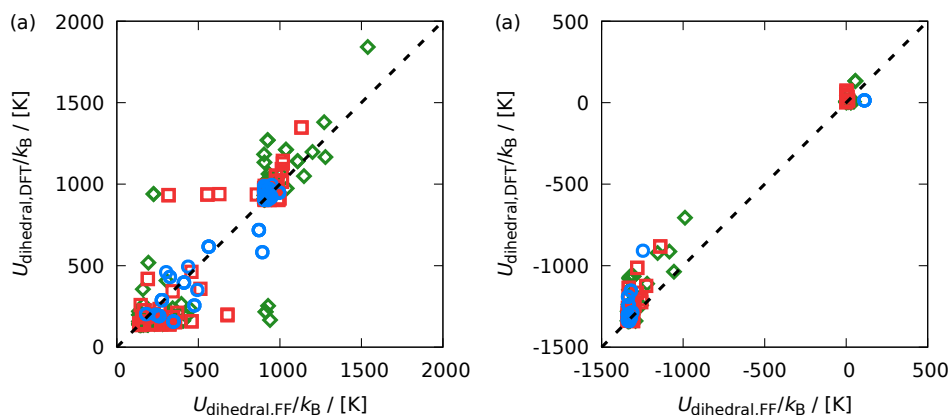 (a)
2000
1500
1000
500
0
0 500 1000 1500 2000
U_dihedral,DFT/k_B / [K]
U_dihedral,FF/k_B / [K]
(a)
500
0
-500
-1000
-1500
-1500 -1000 -500 0 500
U_dihedral,DFT/k_B / [K]
U_dihedral,FF/k_B / [K]